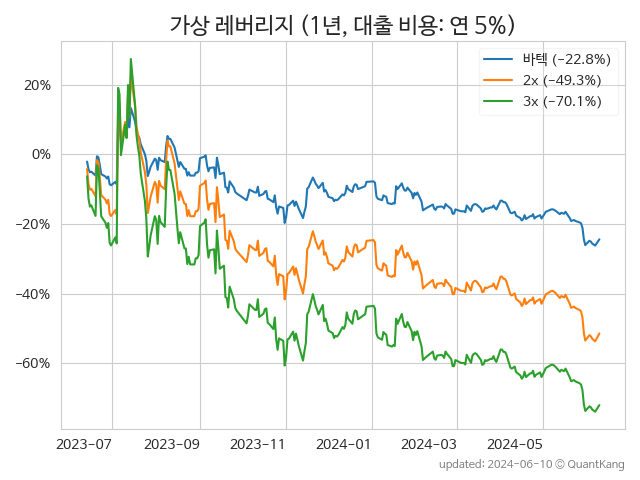 가상 레버리지 (1년, 대출 비용: 연 5%)
바텍 (−22.8%)
2x (−49.3%)
3x (−70.1%)
20%
0%
−20%
−40%
−60%
2023-07 2023-09 2023-11 2024-01 2024-03 2024-05
updated: 2024-06-10 © QuantKang